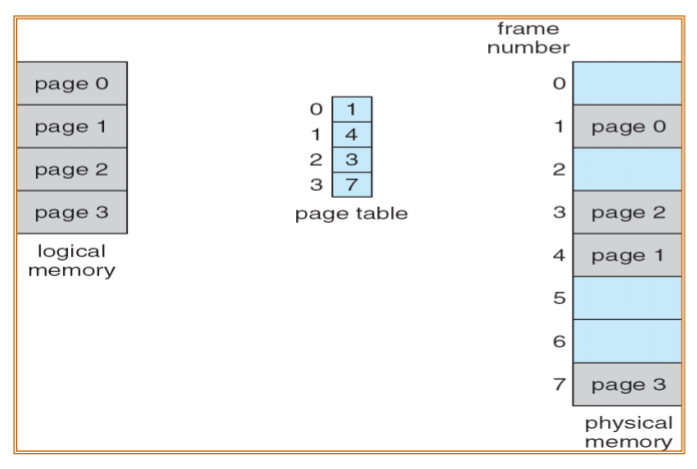 page 0
page 1
page 2
page 3
logical
memory
0 1
1 4
2 3
3 7
page table
frame
number
0
1 page 0
2
3 page 2
4 page 1
5
6
7 page 3
physical
memory